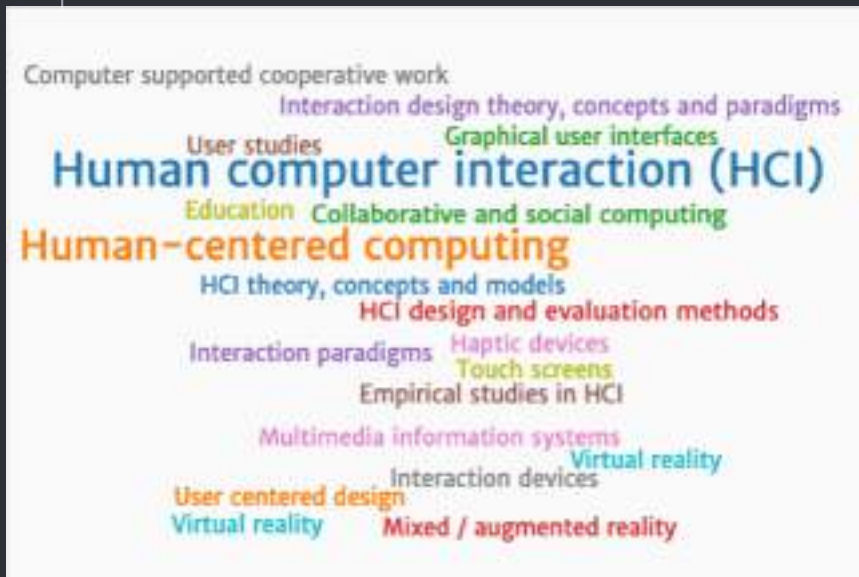 Computer supported cooperative work
Interaction design theory, concepts and paradigms
Graphical user interfaces
User studies
Human computer interaction (HCI)
Education
Collaborative and social computing
Human-centered computing
HCI theory, concepts and models
HCI design and evaluation methods
Haptic devices
Interaction paradigms
Touch screens
Empirical studies in HCI
Multimedia information systems
Virtual reality
Interaction devices
User centered design
Virtual reality
Mixed / augmented reality